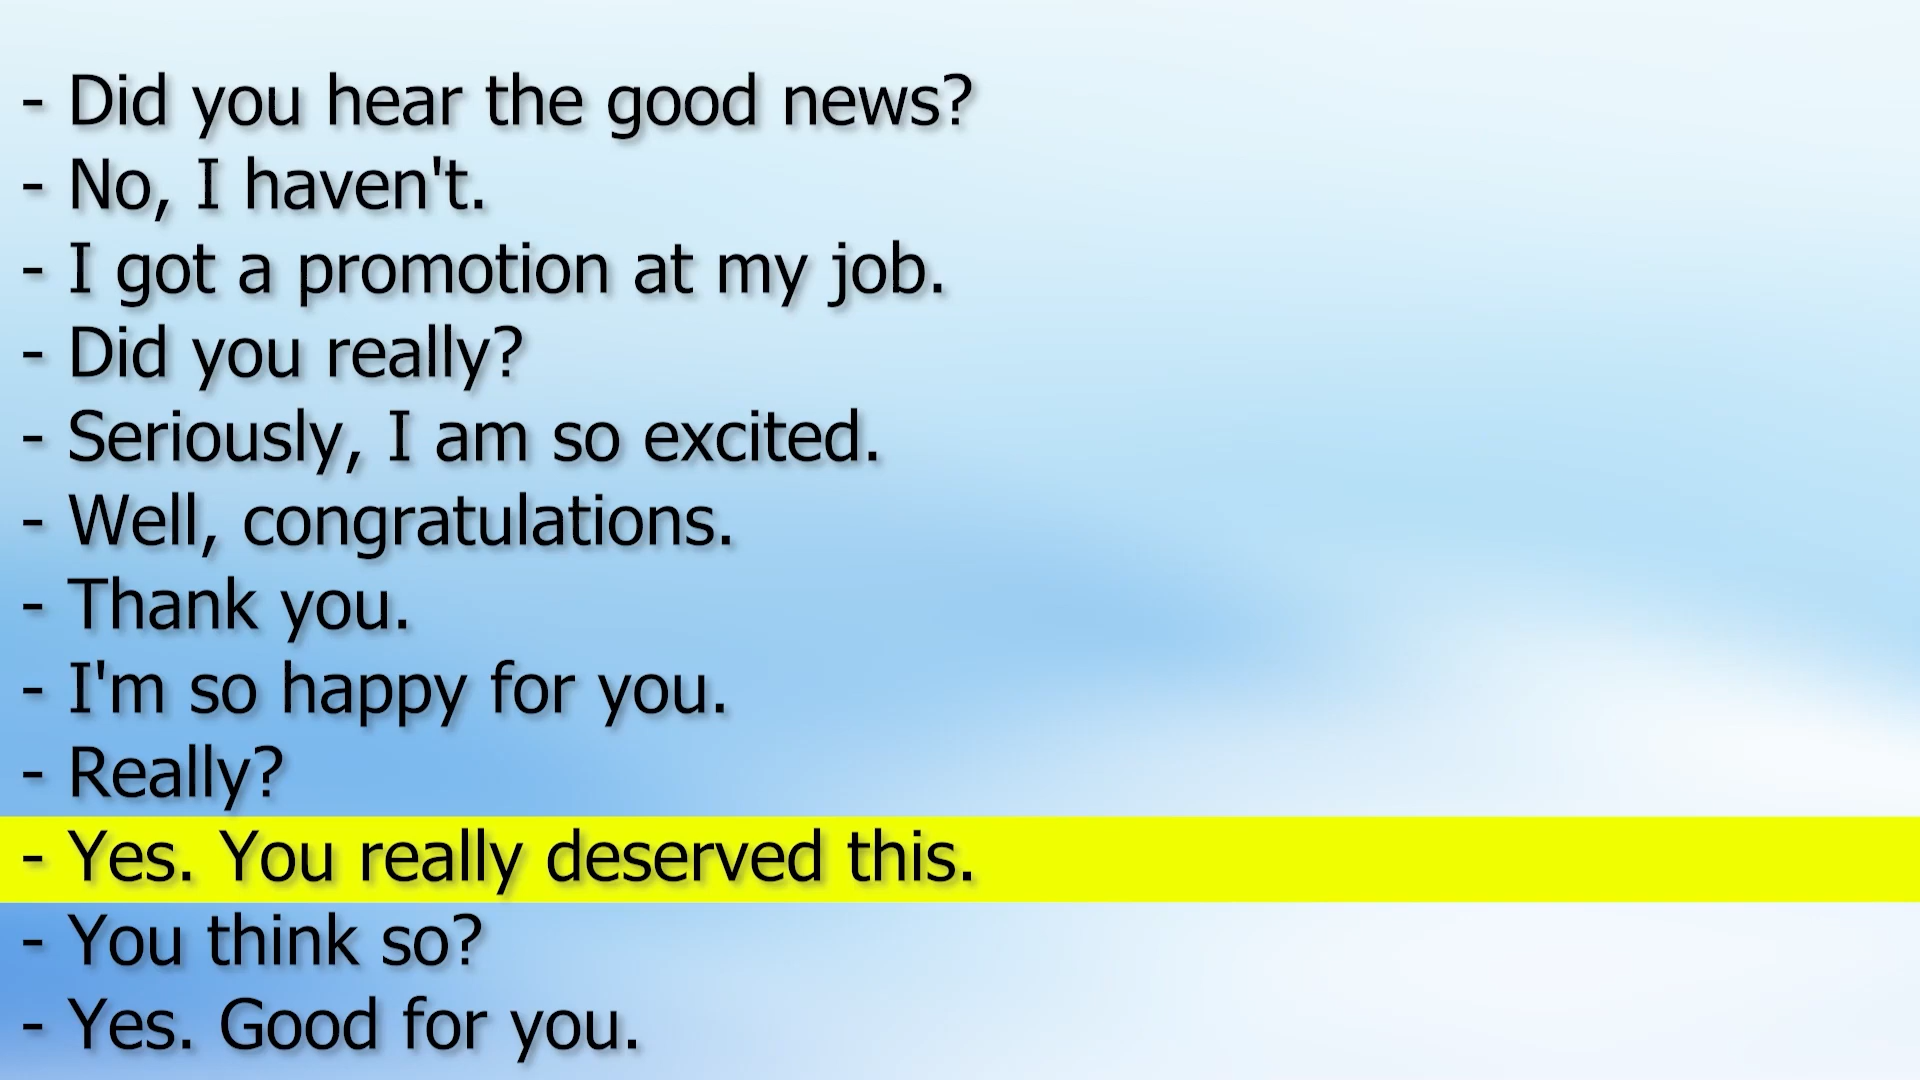 - Did you hear the good news?
- No, I haven't.
- I got a promotion at my job.
- Did you really?
- Seriously, I am so excited.
- Well, congratulations.
- Thank you.
- I'm so happy for you.
- Really?
- Yes. You really deserved this.
- You think so?
- Yes. Good for you.